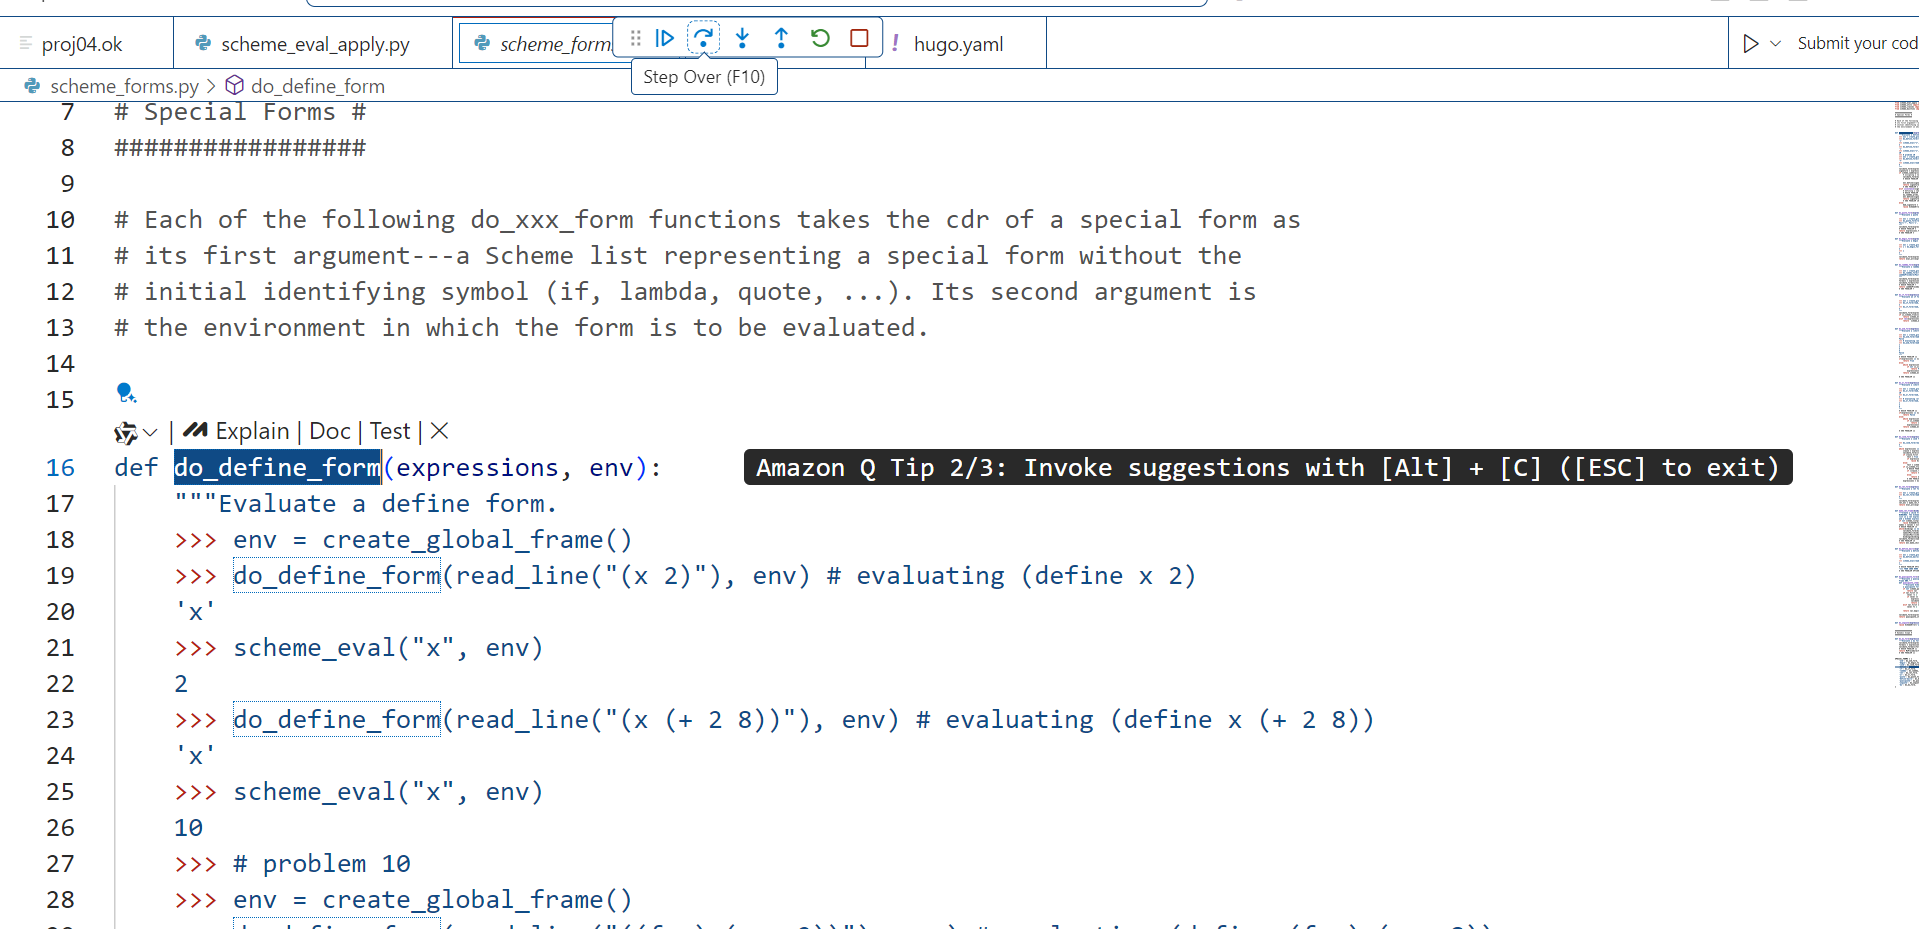 proj04.ok scheme_eval_apply.py scheme_form ! hugo.yaml Submit your cod
Step Over (F10)
scheme_forms.py > do_define_form
7 # Special Forms #
8 #################
9
10 # Each of the following do_xxx_form functions takes the cdr of a special form as
11 # its first argument---a Scheme list representing a special form without the
12 # initial identifying symbol (if, lambda, quote, ...). Its second argument is
13 # the environment in which the form is to be evaluated.
14
15
| Explain | Doc | Test | ×
16 def do_define_form(expressions, env): Amazon Q Tip 2/3: Invoke suggestions with [Alt] + [C] ([ESC] to exit)
17 """Evaluate a define form.
18 >>> env = create_global_frame()
19 >>> do_define_form(read_line("(x 2)"), env) # evaluating (define x 2)
20 'x'
21 >>> scheme_eval("x", env)
22 2
23 >>> do_define_form(read_line("(x (+ 2 8))"), env) # evaluating (define x (+ 2 8))
24 'x'
25 >>> scheme_eval("x", env)
26 10
27 >>> # problem 10
28 >>> env = create_global_frame()